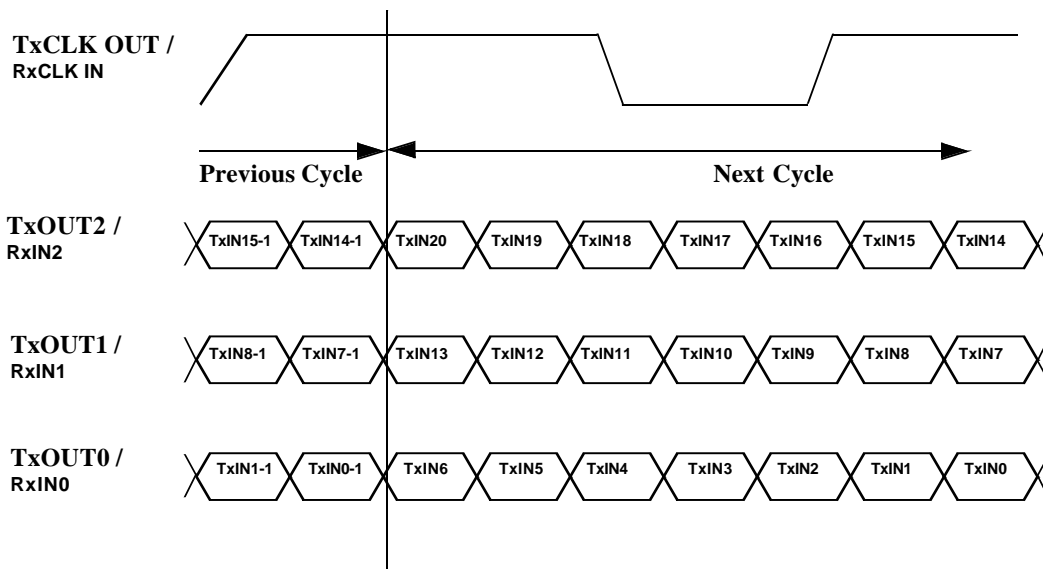 TxCLK OUT /
RxCLK IN
Previous Cycle Next Cycle
TxOUT2 /
RxIN2
TxIN15-1 TxIN14-1 TxIN20 TxIN19 TxIN18 TxIN17 TxIN16 TxIN15 TxIN14
TxOUT1 /
RxIN1
TxIN8-1 TxIN7-1 TxIN13 TxIN12 TxIN11 TxIN10 TxIN9 TxIN8 TxIN7
TxOUT0 /
RxIN0
TxIN1-1 TxIN0-1 TxIN6 TxIN5 TxIN4 TxIN3 TxIN2 TxIN1 TxIN0